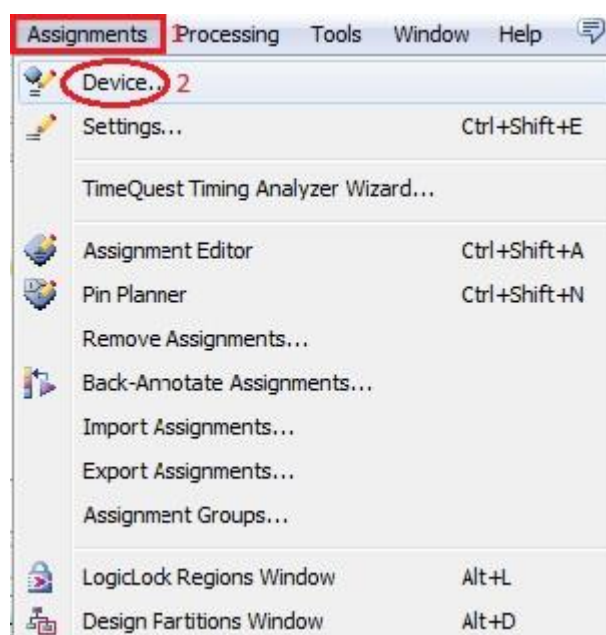 Assignments 1 Processing Tools Window Help
Device.. 2
Settings... Ctrl+Shift+E
TimeQuest Timing Analyzer Wizard...
Assignment Editor Ctrl+Shift+A
Pin Planner Ctrl+Shift+N
Remove Assignments...
Back-Annotate Assignments...
Import Assignments...
Export Assignments...
Assignment Groups...
LogicLock Regions Window Alt+L
Design Partitions Window Alt+D